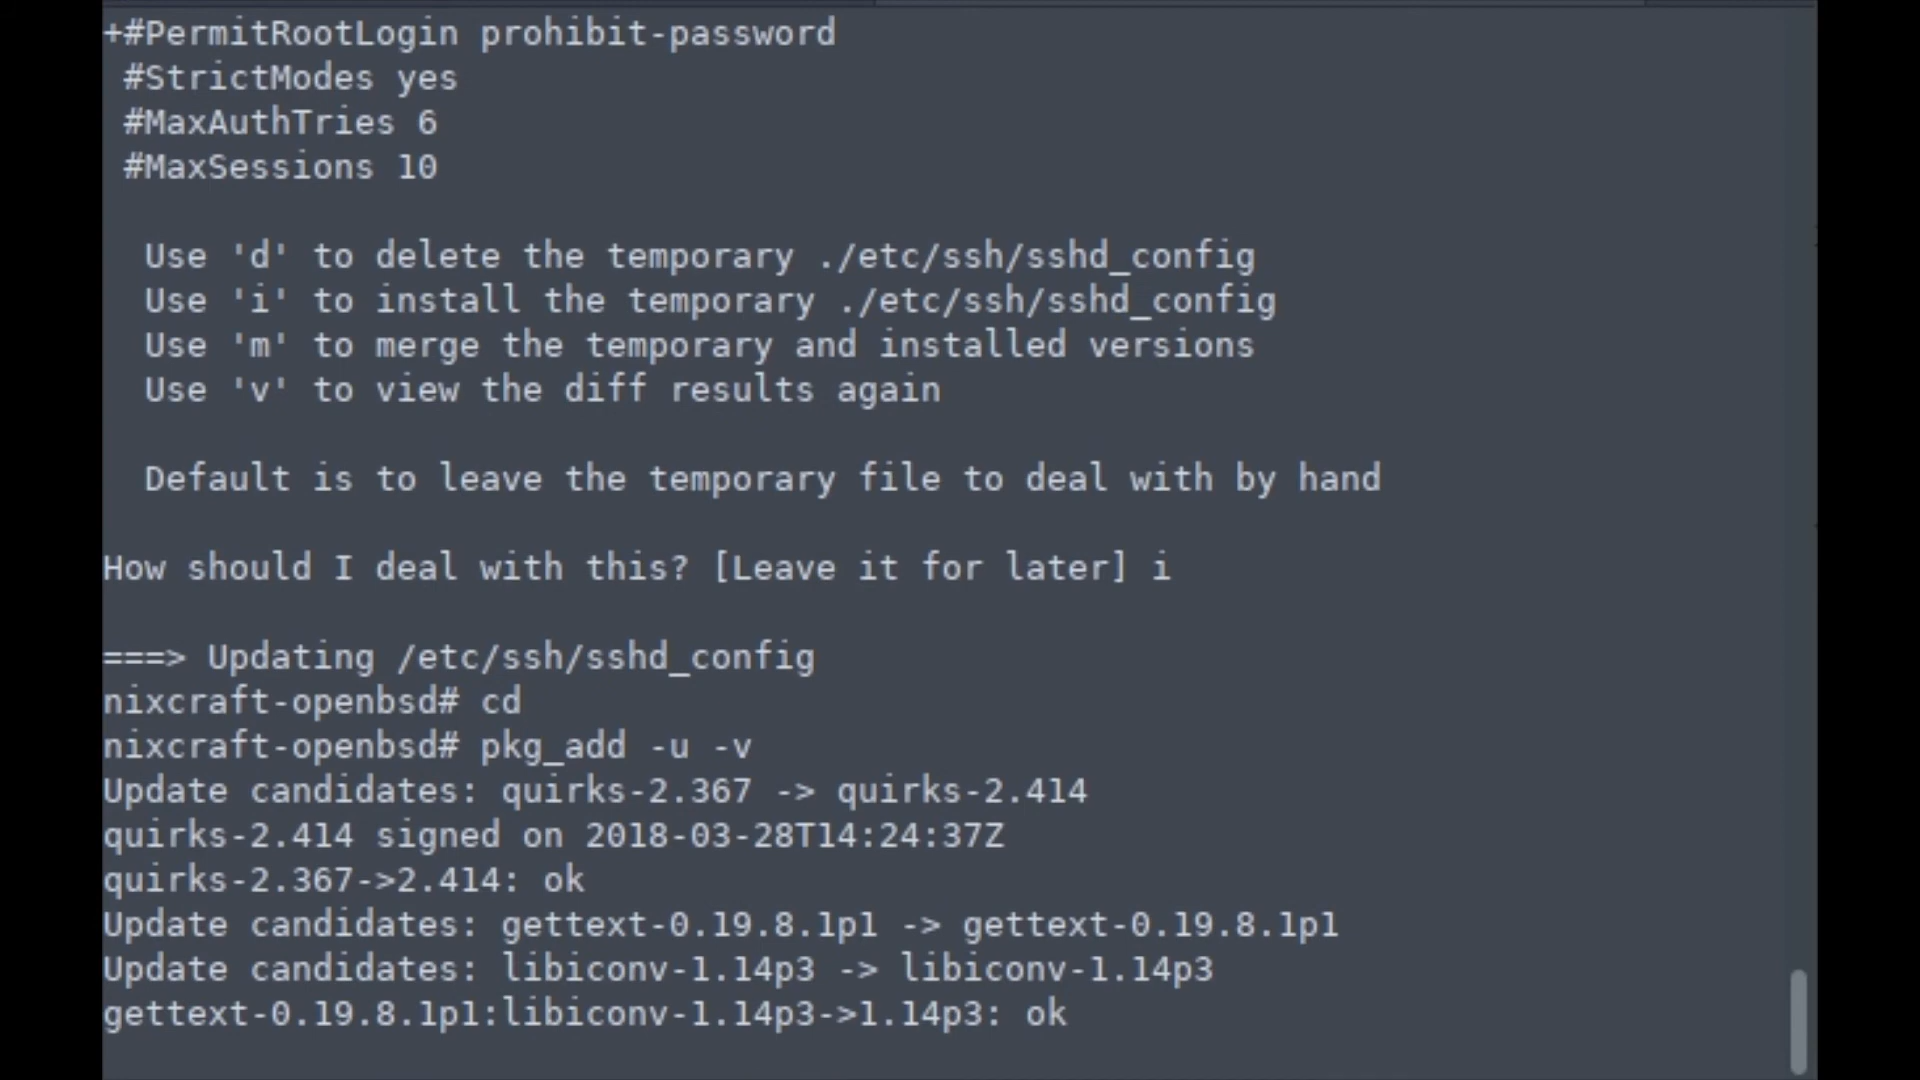 +#PermitRootLogin prohibit-password
 #StrictModes yes
 #MaxAuthTries 6
 #MaxSessions 10
  Use 'd' to delete the temporary ./etc/ssh/sshd_config
  Use 'i' to install the temporary ./etc/ssh/sshd_config
  Use 'm' to merge the temporary and installed versions
  Use 'v' to view the diff results again
  Default is to leave the temporary file to deal with by hand
How should I deal with this? [Leave it for later] i
===> Updating /etc/ssh/sshd_config
nixcraft-openbsd# cd
nixcraft-openbsd# pkg_add -u -v
Update candidates: quirks-2.367 -> quirks-2.414
quirks-2.414 signed on 2018-03-28T14:24:37Z
quirks-2.367->2.414: ok
Update candidates: gettext-0.19.8.1p1 -> gettext-0.19.8.1p1
Update candidates: libiconv-1.14p3 -> libiconv-1.14p3
gettext-0.19.8.1p1:libiconv-1.14p3->1.14p3: ok